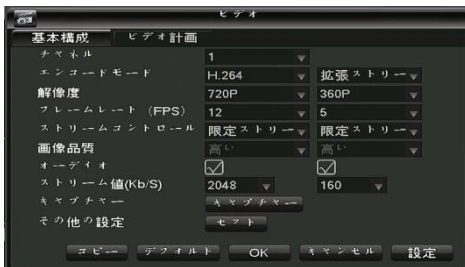 ビデオ
基本構成 ビデオ計画
チャネル 1
エンコードモード H.264 拡張ストリー
解像度 720P 360P
フレームレート (FPS) 12 5
ストリームコントロール 限定ストリー 限定ストリー
画像品質 高い 高い
オーディオ
ストリーム値(Kb/S) 2048 160
キャプチャー キャプチャー
その他の設定 セット
コピー デフォルト OK キャンセル 設定